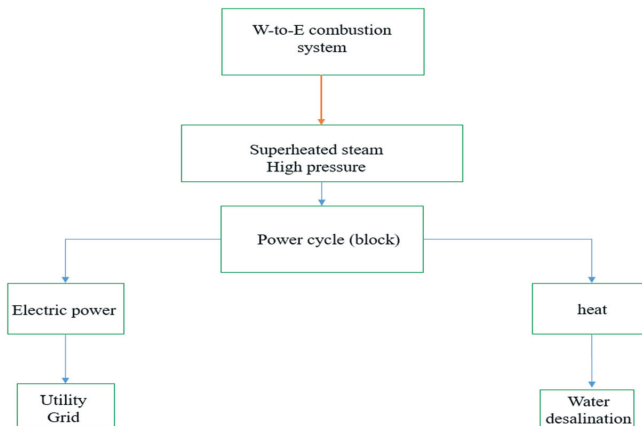 W-to-E combustion
system
Superheated steam
High pressure
Power cycle (block)
Electric power
heat
Utility
Grid
Water
desalination